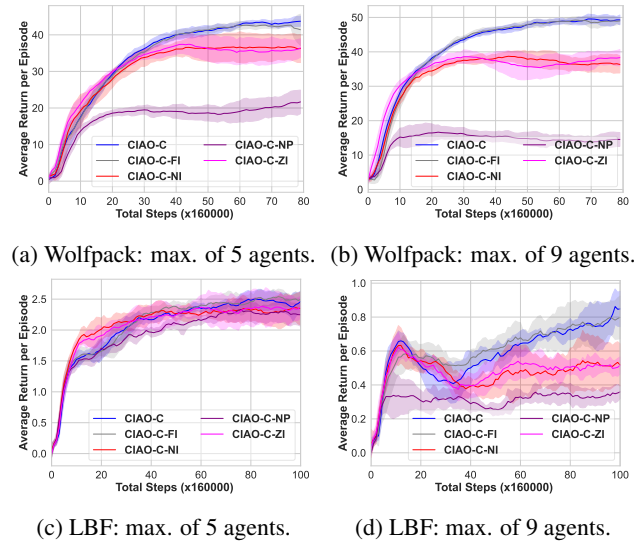 Average Return per Episode
40
30
20
10
0
CIAO-C
CIAO-C-FI
CIAO-C-NI
CIAO-C-NP
CIAO-C-ZI
0 10 20 30 40 50 60 70 80
Total Steps (x160000)
(a) Wolfpack: max. of 5 agents.
Average Return per Episode
50
40
30
20
10
0
CIAO-C
CIAO-C-FI
CIAO-C-NI
CIAO-C-NP
CIAO-C-ZI
0 10 20 30 40 50 60 70 80
Total Steps (x160000)
(b) Wolfpack: max. of 9 agents.
Average Return per Episode
2.5
2.0
1.5
1.0
0.5
0.0
CIAO-C
CIAO-C-FI
CIAO-C-NI
CIAO-C-NP
CIAO-C-ZI
0 20 40 60 80 100
Total Steps (x160000)
(c) LBF: max. of 5 agents.
Average Return per Episode
1.0
0.8
0.6
0.4
0.2
0.0
CIAO-C
CIAO-C-FI
CIAO-C-NI
CIAO-C-NP
CIAO-C-ZI
0 20 40 60 80 100
Total Steps (x160000)
(d) LBF: max. of 9 agents.